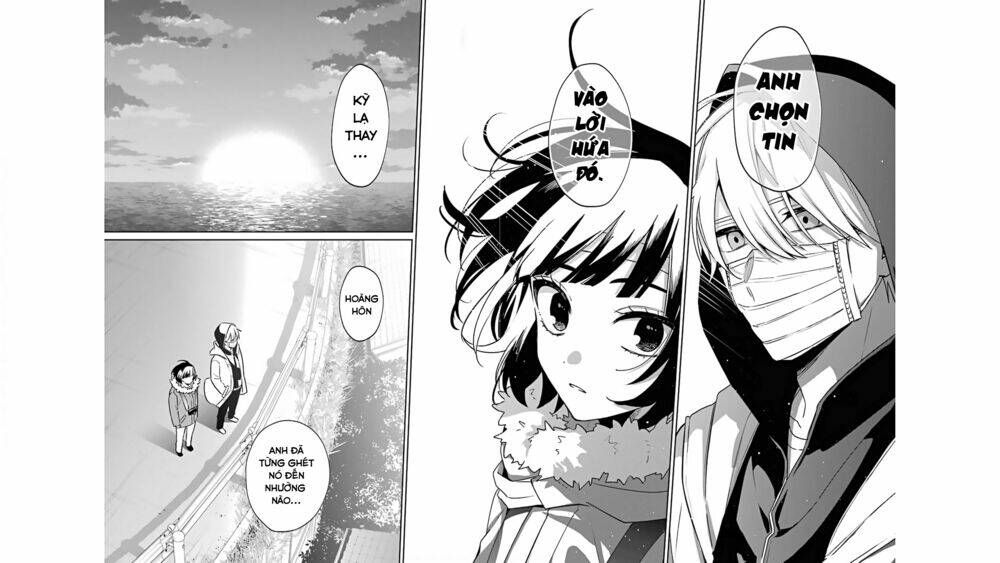 ANH
CHỌN
TIN
VÀO
LỜI
HỨA
ĐÓ.
KỲ
LẠ
THAY
...
HOÀNG
HÔN
ANH ĐÃ
TỪNG GHÉT
NÓ ĐẾN
NHƯỜNG
NÀO...